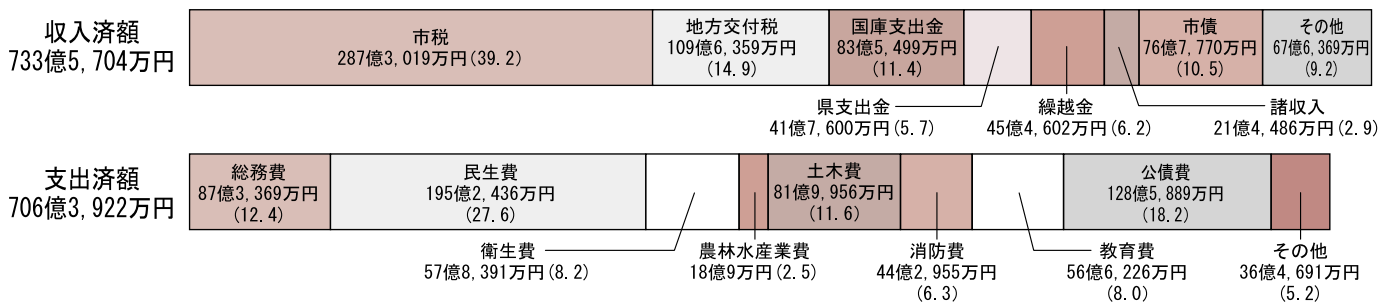 収入済額
733億5,704万円
市税
287億3,019万円(39.2)
地方交付税
109億6,359万円
(14.9)
国庫支出金
83億5,499万円
(11.4)
県支出金
41億7,600万円(5.7)
繰越金
45億4,602万円(6.2)
諸収入
21億4,486万円(2.9)
市債
76億7,770万円
(10.5)
その他
67億6,369万円
(9.2)
支出済額
706億3,922万円
総務費
87億3,369万円
(12.4)
民生費
195億2,436万円
(27.6)
衛生費
57億8,391万円(8.2)
農林水産業費
18億9万円(2.5)
土木費
81億9,956万円
(11.6)
消防費
44億2,955万円
(6.3)
教育費
56億6,226万円
(8.0)
公債費
128億5,889万円
(18.2)
その他
36億4,691万円
(5.2)